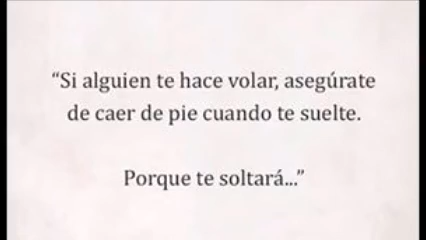 “Si alguien te hace volar, asegúrate
de caer de pie cuando te suelte.
Porque te soltará...”